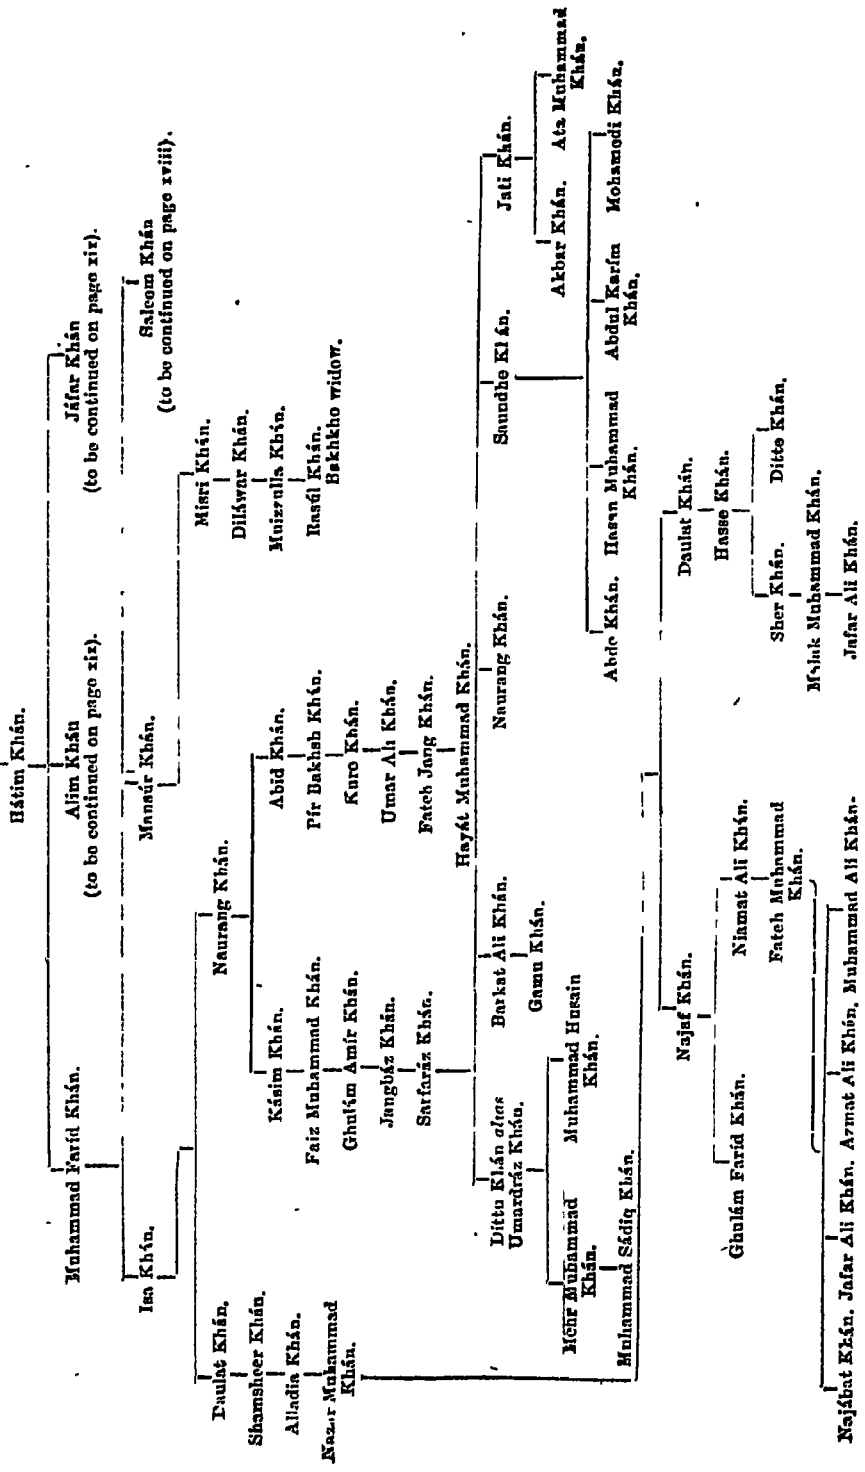 Hátim Khán.
Muhammad Faríd Khán.
Alim Khán
(to be continued on page xix).
Jáfar Khán
(to be continued on page xix).
Isa Khán.
Mansúr Khán.
Saleem Khán
(to be continued on page xviii).
Daulat Khán.
Naurang Khán.
Misri Khán.
Shamsheer Khán.
Diláwar Khán.
Alladia Khán.
Kásim Khán.
Abid Khán.
Muizzulla Khán.
Nazar Muhammad
Khán.
Faiz Muhammad Khán.
Pír Bakhsh Khán.
Rasúl Khán.
Bakhkho widow.
Ghulám Amír Khán.
Kuro Khán.
Jangbáz Khán.
Umar Ali Khán.
Sarfaráz Khán.
Fateh Jang Khán.
Hayát Muhammad Khán.
Dittu Khán alias
Umardráz Khán.
Barkat Ali Khán.
Naurang Khán.
Saundhe Khán.
Jati Khán.
Gamu Khán.
Akbar Khán.
Ata Muhammad
Khán.
Mehr Muhammad
Khán.
Muhammad Husain
Khán.
Muhammad Sádiq Khán.
Abde Khán.
Hasan Muhammad
Khán.
Abdul Karím
Khán.
Mohamedi Khán.
Najaf Khán.
Daulat Khán.
Hasse Khán.
Ghulám Faríd Khán.
Niamat Ali Khán.
Sher Khán.
Ditto Khán.
Fateh Muhammad
Khán.
Malak Muhammad Khán.
Jafar Ali Khán.
Najábat Khán. Jafar Ali Khán. Azmat Ali Khán. Muhammad Ali Khán.